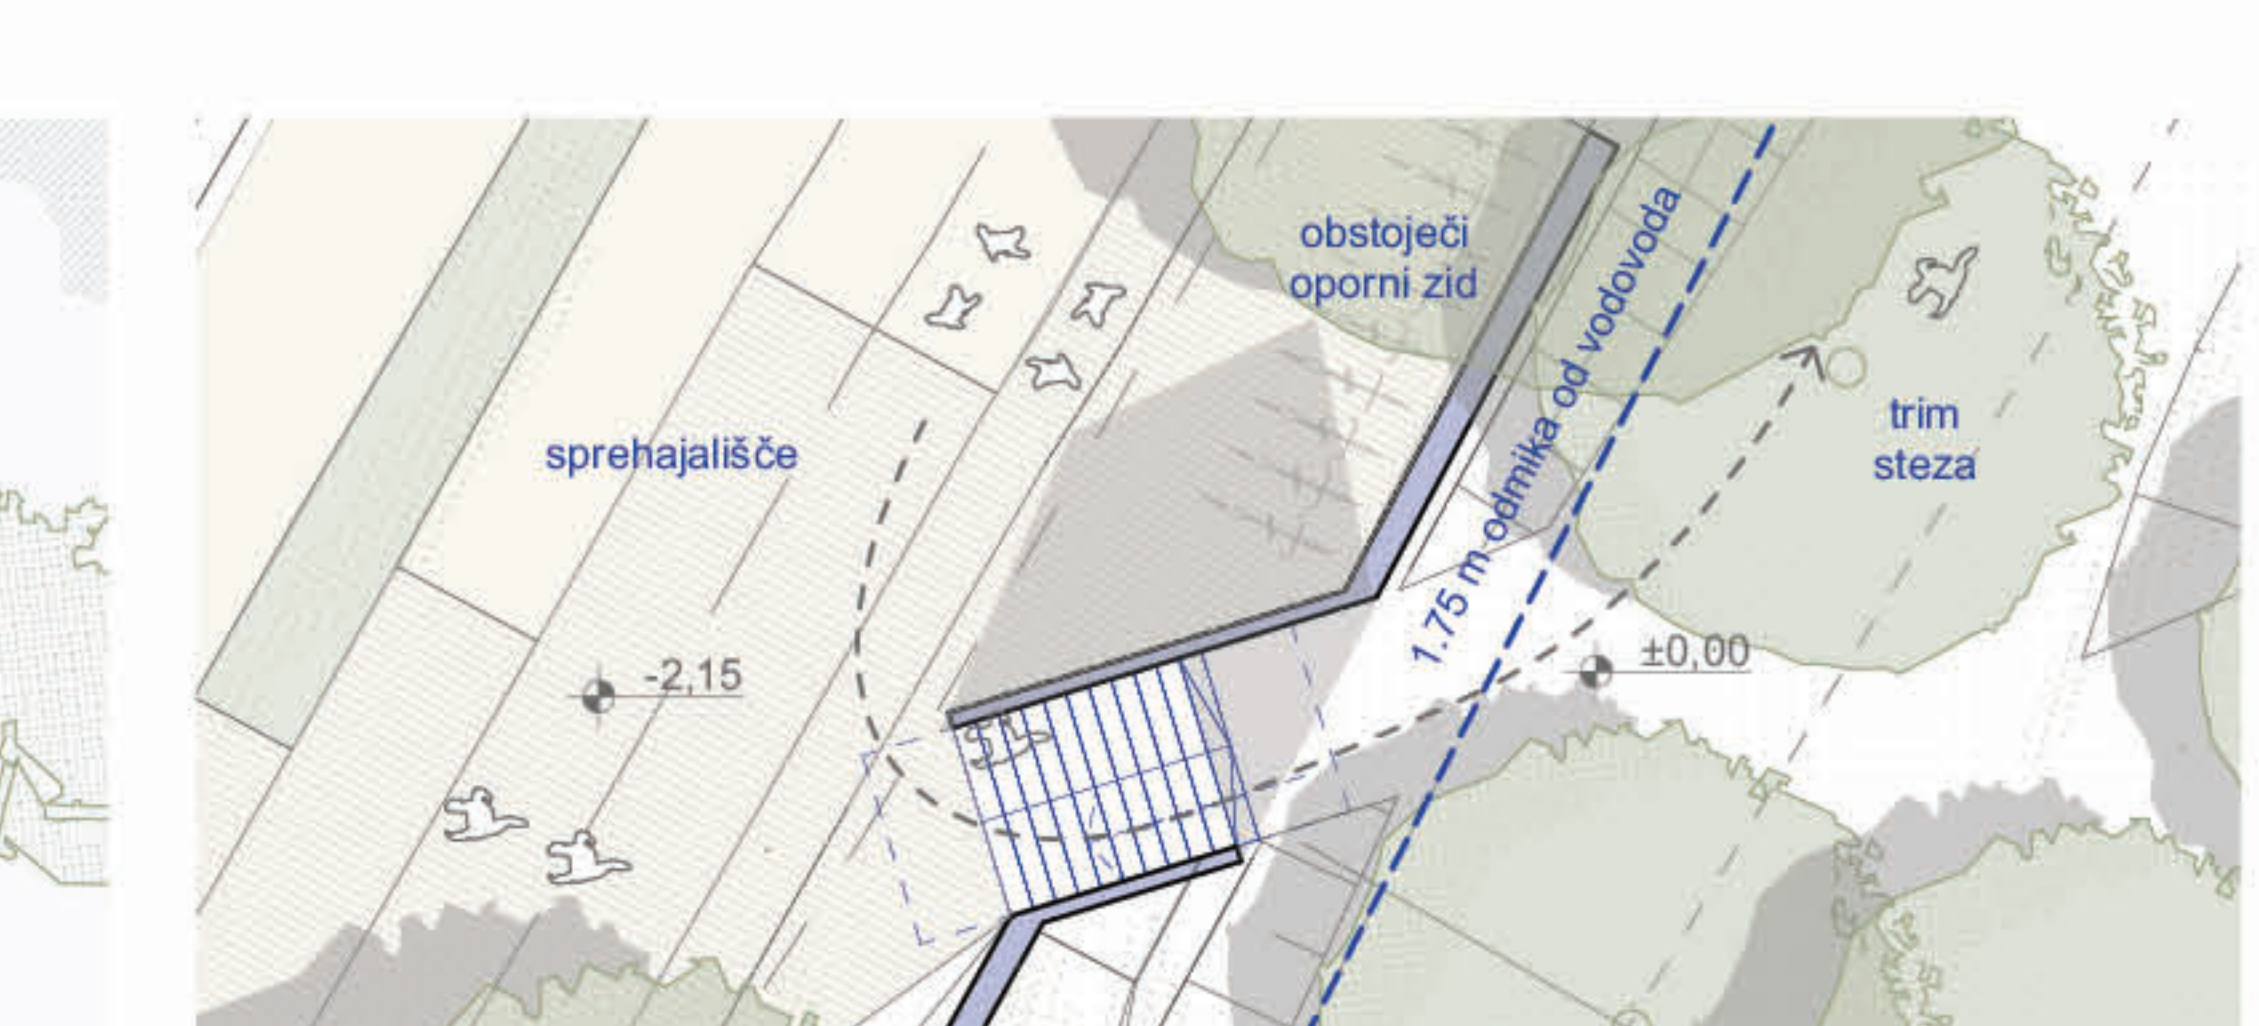 obstoječi
oporni zid
1.75 m odmika od vodovoda
trim
steza
sprehajališče
-2,15
±0,00